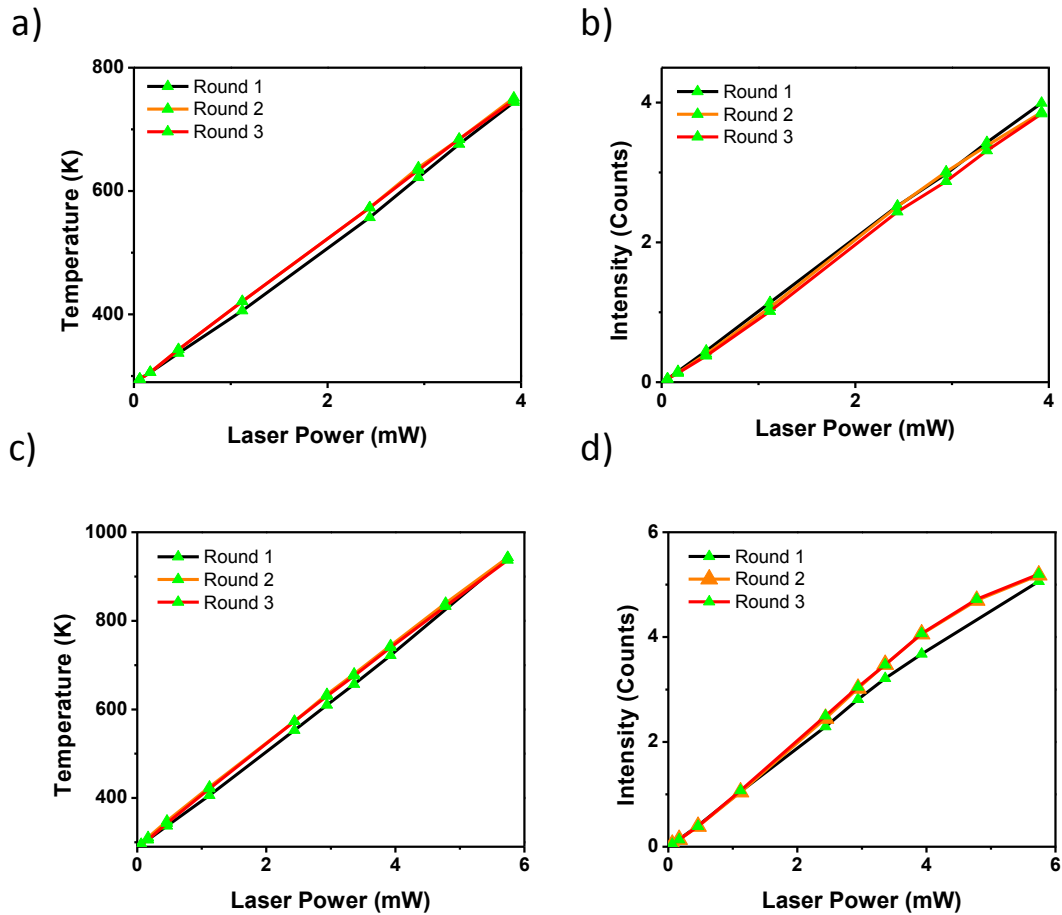 a)
800
Round 1
Round 2
Round 3
600
400
Temperature (K)
0
2
4
Laser Power (mW)
b)
4
Round 1
Round 2
Round 3
2
0
Intensity (Counts)
0
2
4
Laser Power (mW)
c)
1000
Round 1
Round 2
Round 3
800
600
400
Temperature (K)
0
2
4
6
Laser Power (mW)
d)
6
Round 1
Round 2
Round 3
4
2
0
Intensity (Counts)
0
2
4
6
Laser Power (mW)